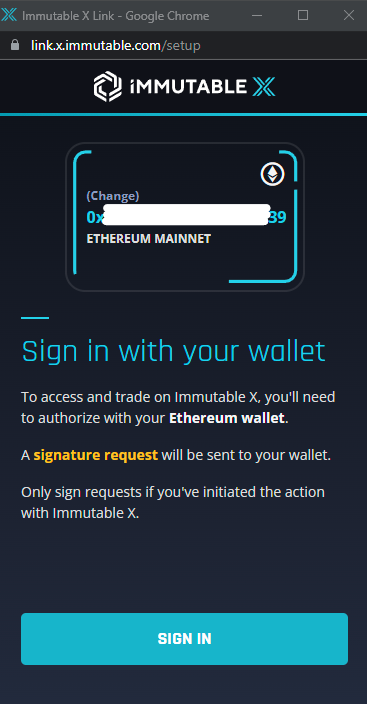 Immutable X Link - Google Chrome
link.x.immutable.com/setup
iMMUTABLE X
(Change)
0x 39
ETHEREUM MAINNET
Sign in with your wallet
To access and trade on Immutable X, you'll need
to authorize with your Ethereum wallet.
A signature request will be sent to your wallet.
Only sign requests if you've initiated the action
with Immutable X.
SIGN IN